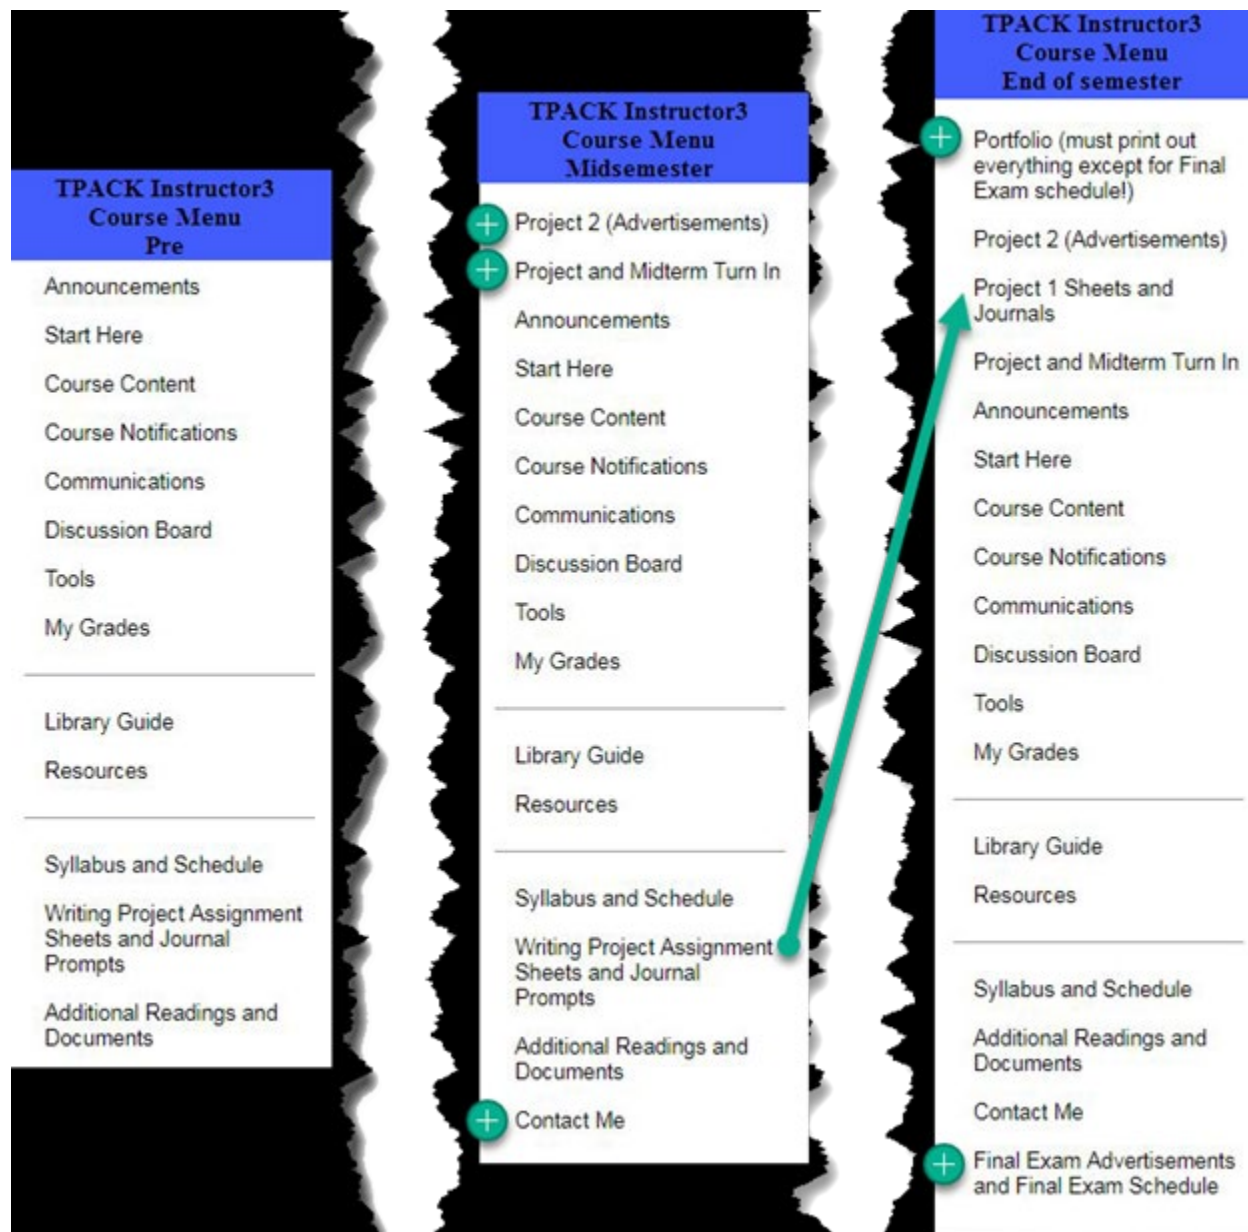 TPACK Instructor3
Course Menu
Pre
Announcements
Start Here
Course Content
Course Notifications
Communications
Discussion Board
Tools
My Grades
Library Guide
Resources
Syllabus and Schedule
Writing Project Assignment
Sheets and Journal
Prompts
Additional Readings and
Documents
TPACK Instructor3
Course Menu
Midsemester
Project 2 (Advertisements)
Project and Midterm Turn In
Announcements
Start Here
Course Content
Course Notifications
Communications
Discussion Board
Tools
My Grades
Library Guide
Resources
Syllabus and Schedule
Writing Project Assignment
Sheets and Journal
Prompts
Additional Readings and
Documents
Contact Me
TPACK Instructor3
Course Menu
End of semester
Portfolio (must print out
everything except for Final
Exam schedule!)
Project 2 (Advertisements)
Project 1 Sheets and
Journals
Project and Midterm Turn In
Announcements
Start Here
Course Content
Course Notifications
Communications
Discussion Board
Tools
My Grades
Library Guide
Resources
Syllabus and Schedule
Additional Readings and
Documents
Contact Me
Final Exam Advertisements
and Final Exam Schedule